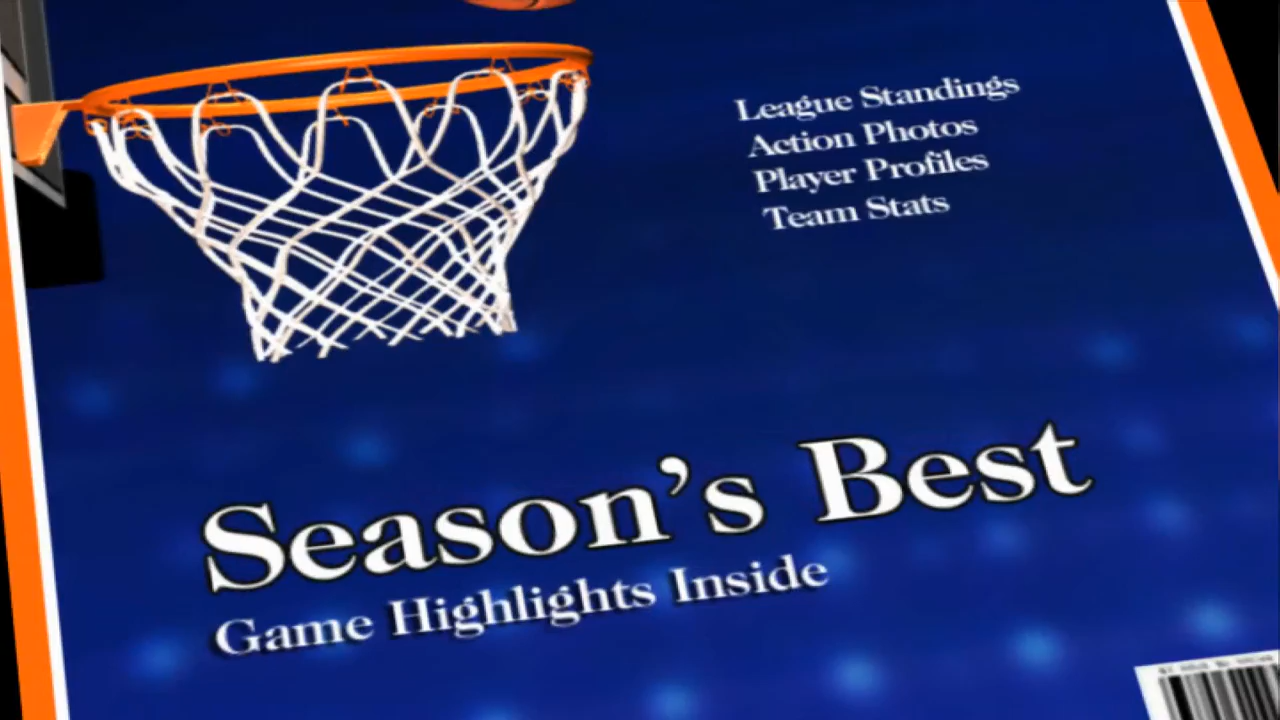 League Standings
Action Photos
Player Profiles
Team Stats
Season's Best
Game Highlights Inside